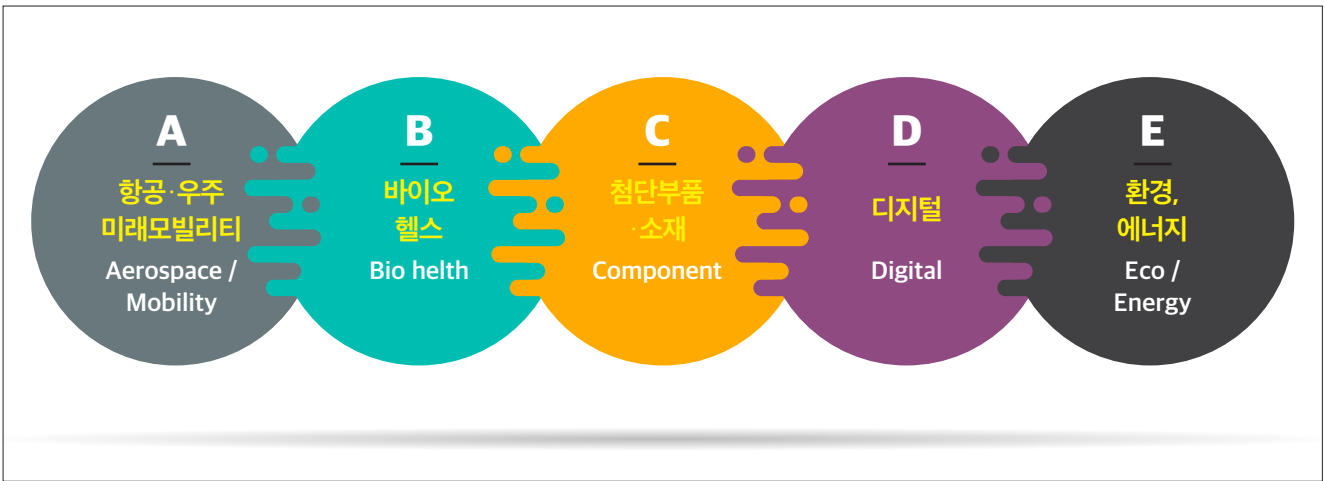 A
항공·우주
미래모빌리티
Aerospace /
Mobility
B
바이오
헬스
Bio helth
C
첨단부품
·소재
Component
D
디지털
Digital
E
환경,
에너지
Eco /
Energy